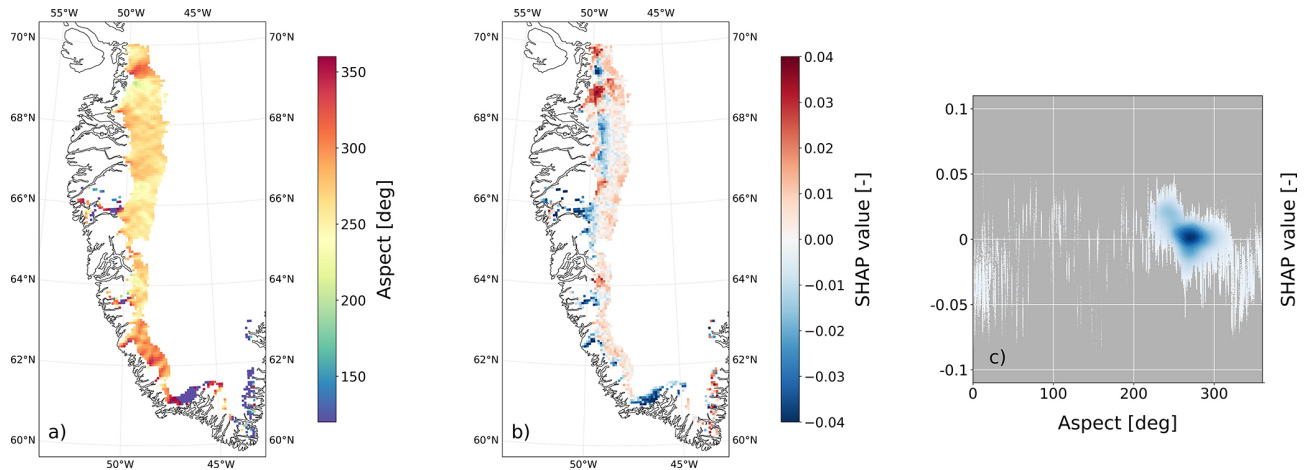 55°W 50°W 45°W
70°N
68°N
66°N
64°N
62°N
60°N
68°N
66°N
64°N
62°N
60°N
50°W 45°W
a)
350
300
250
200
150
Aspect [deg]
55°W 50°W 45°W
70°N
68°N
66°N
64°N
62°N
60°N
68°N
66°N
64°N
62°N
60°N
50°W 45°W
b)
0.04
0.03
0.02
0.01
0.00
−0.01
−0.02
−0.03
−0.04
SHAP value [-]
0.1
0.05
0
-0.05
-0.1
c)
0 100 200 300
Aspect [deg]
SHAP value [-]